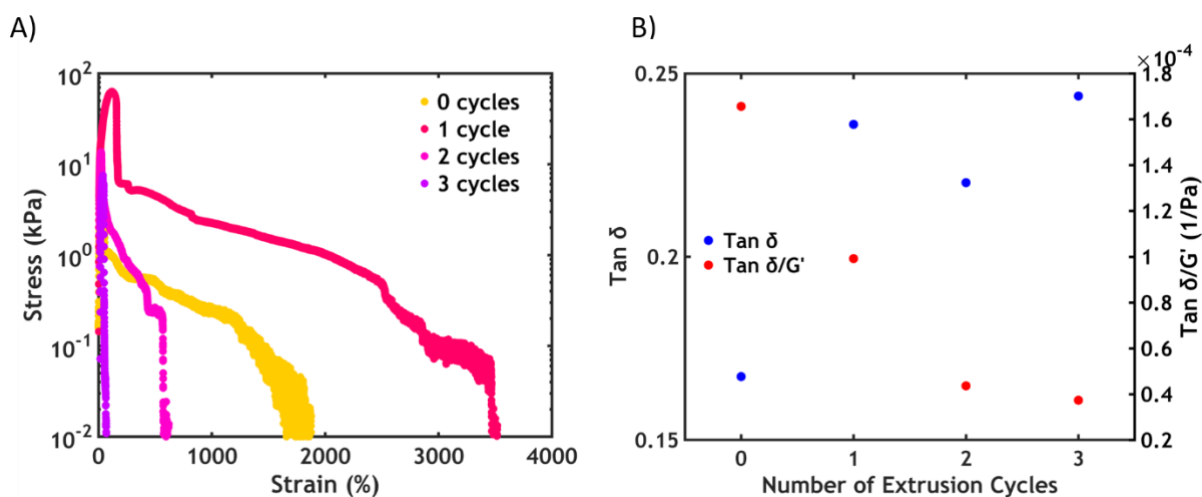 A)
10^2
10^1
10^0
10^-1
10^-2
Stress (kPa)
0 cycles
1 cycle
2 cycles
3 cycles
0
1000
2000
3000
4000
Strain (%)
B)
×10^-4
0.25
0.2
0.15
Tan δ
Tan δ
Tan δ/G'
1.8
1.6
1.4
1.2
1
0.8
0.6
0.4
0.2
Tan δ/G' (1/Pa)
0
1
2
3
Number of Extrusion Cycles